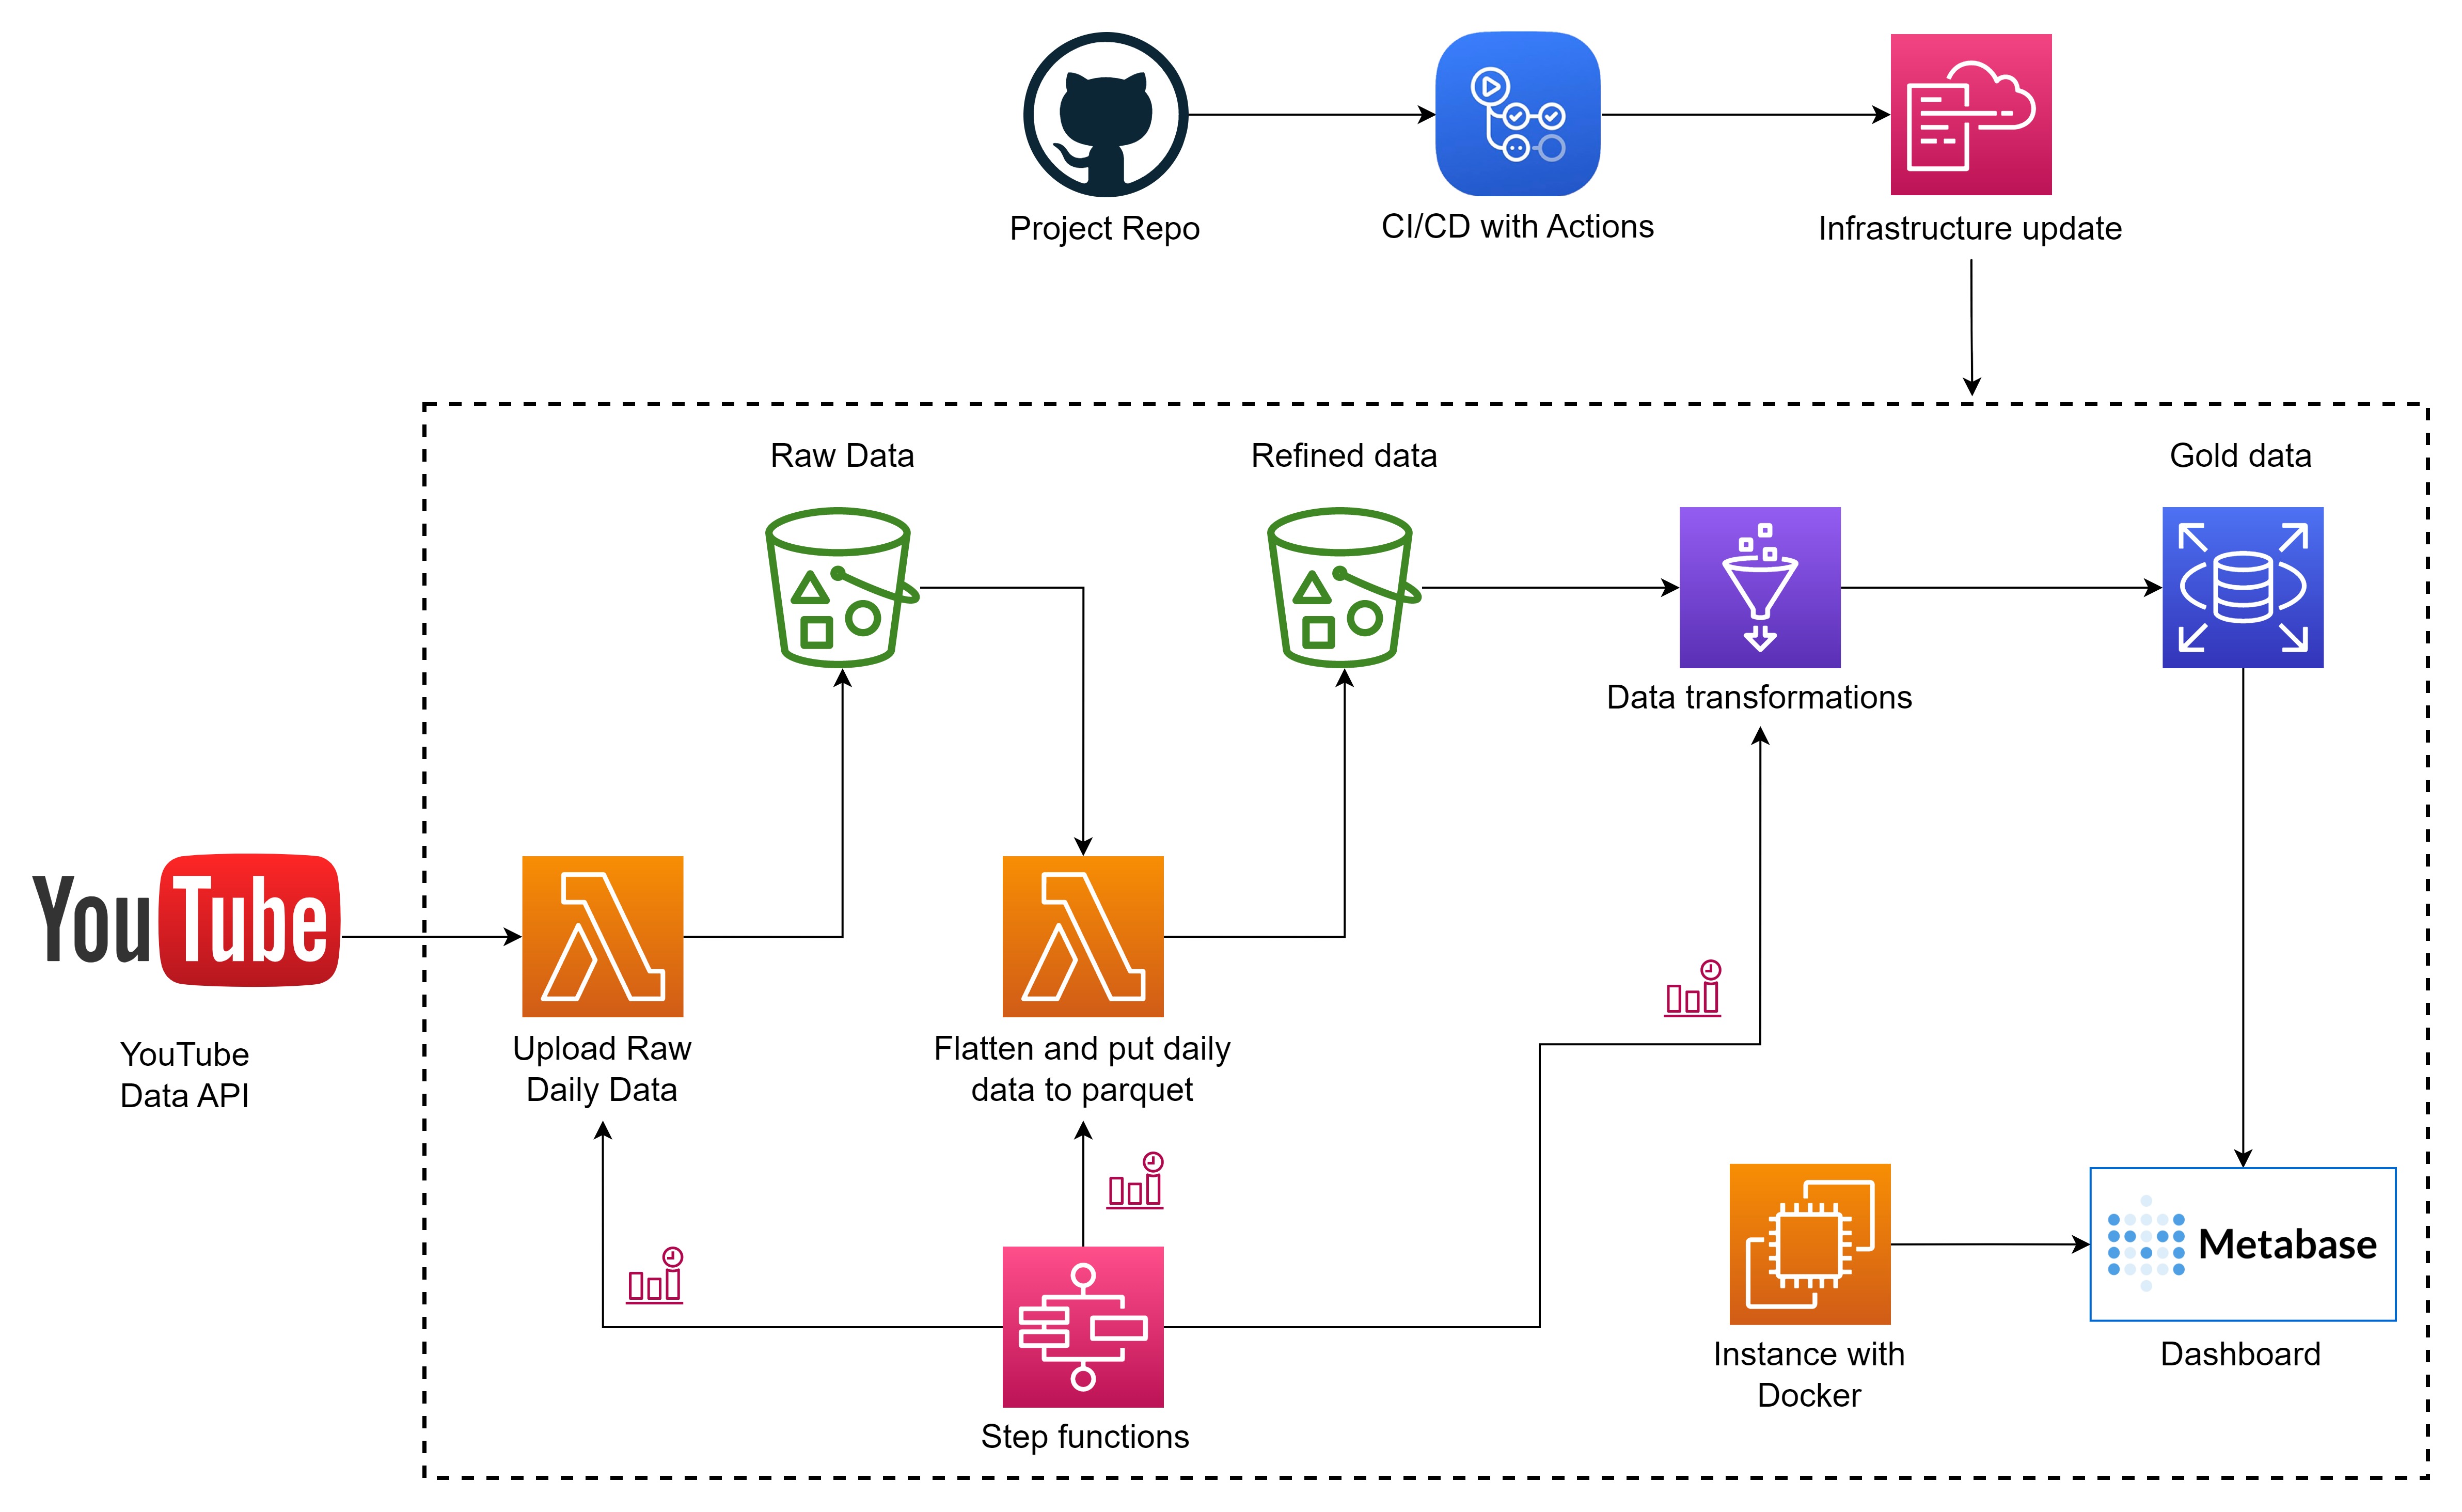 Project Repo
CI/CD with Actions
Infrastructure update
Raw Data
Refined data
Gold data
Data transformations
YouTube
YouTube
Data API
Upload Raw
Daily Data
Flatten and put daily
data to parquet
Step functions
Instance with
Docker
Metabase
Dashboard